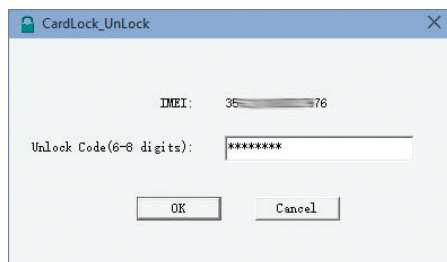 CardLock_UnLock
IMEI: 35 76
Unlock Code(6-8 digits): ********
OK Cancel